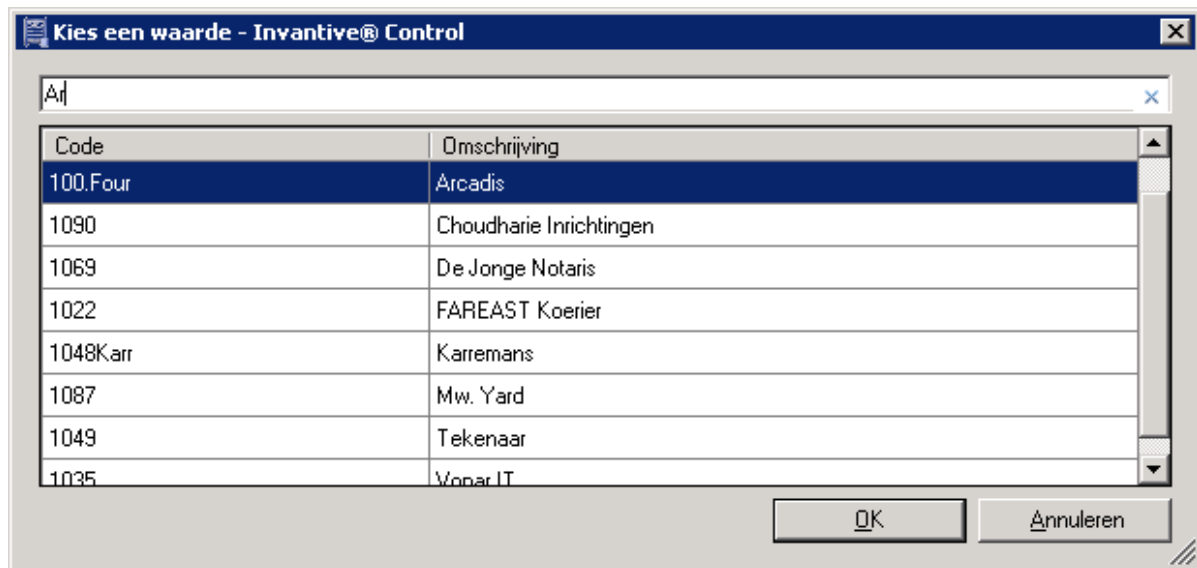 Kies een waarde - Invantive® Control
Ar
Code Omschrijving
100.Four Arcadis
1090 Choudharie Inrichtingen
1069 De Jonge Notaris
1022 FAREAST Koerier
1048Karr Karremans
1087 Mw. Yard
1049 Tekenaar
1035 Vopar IT
OK Annuleren